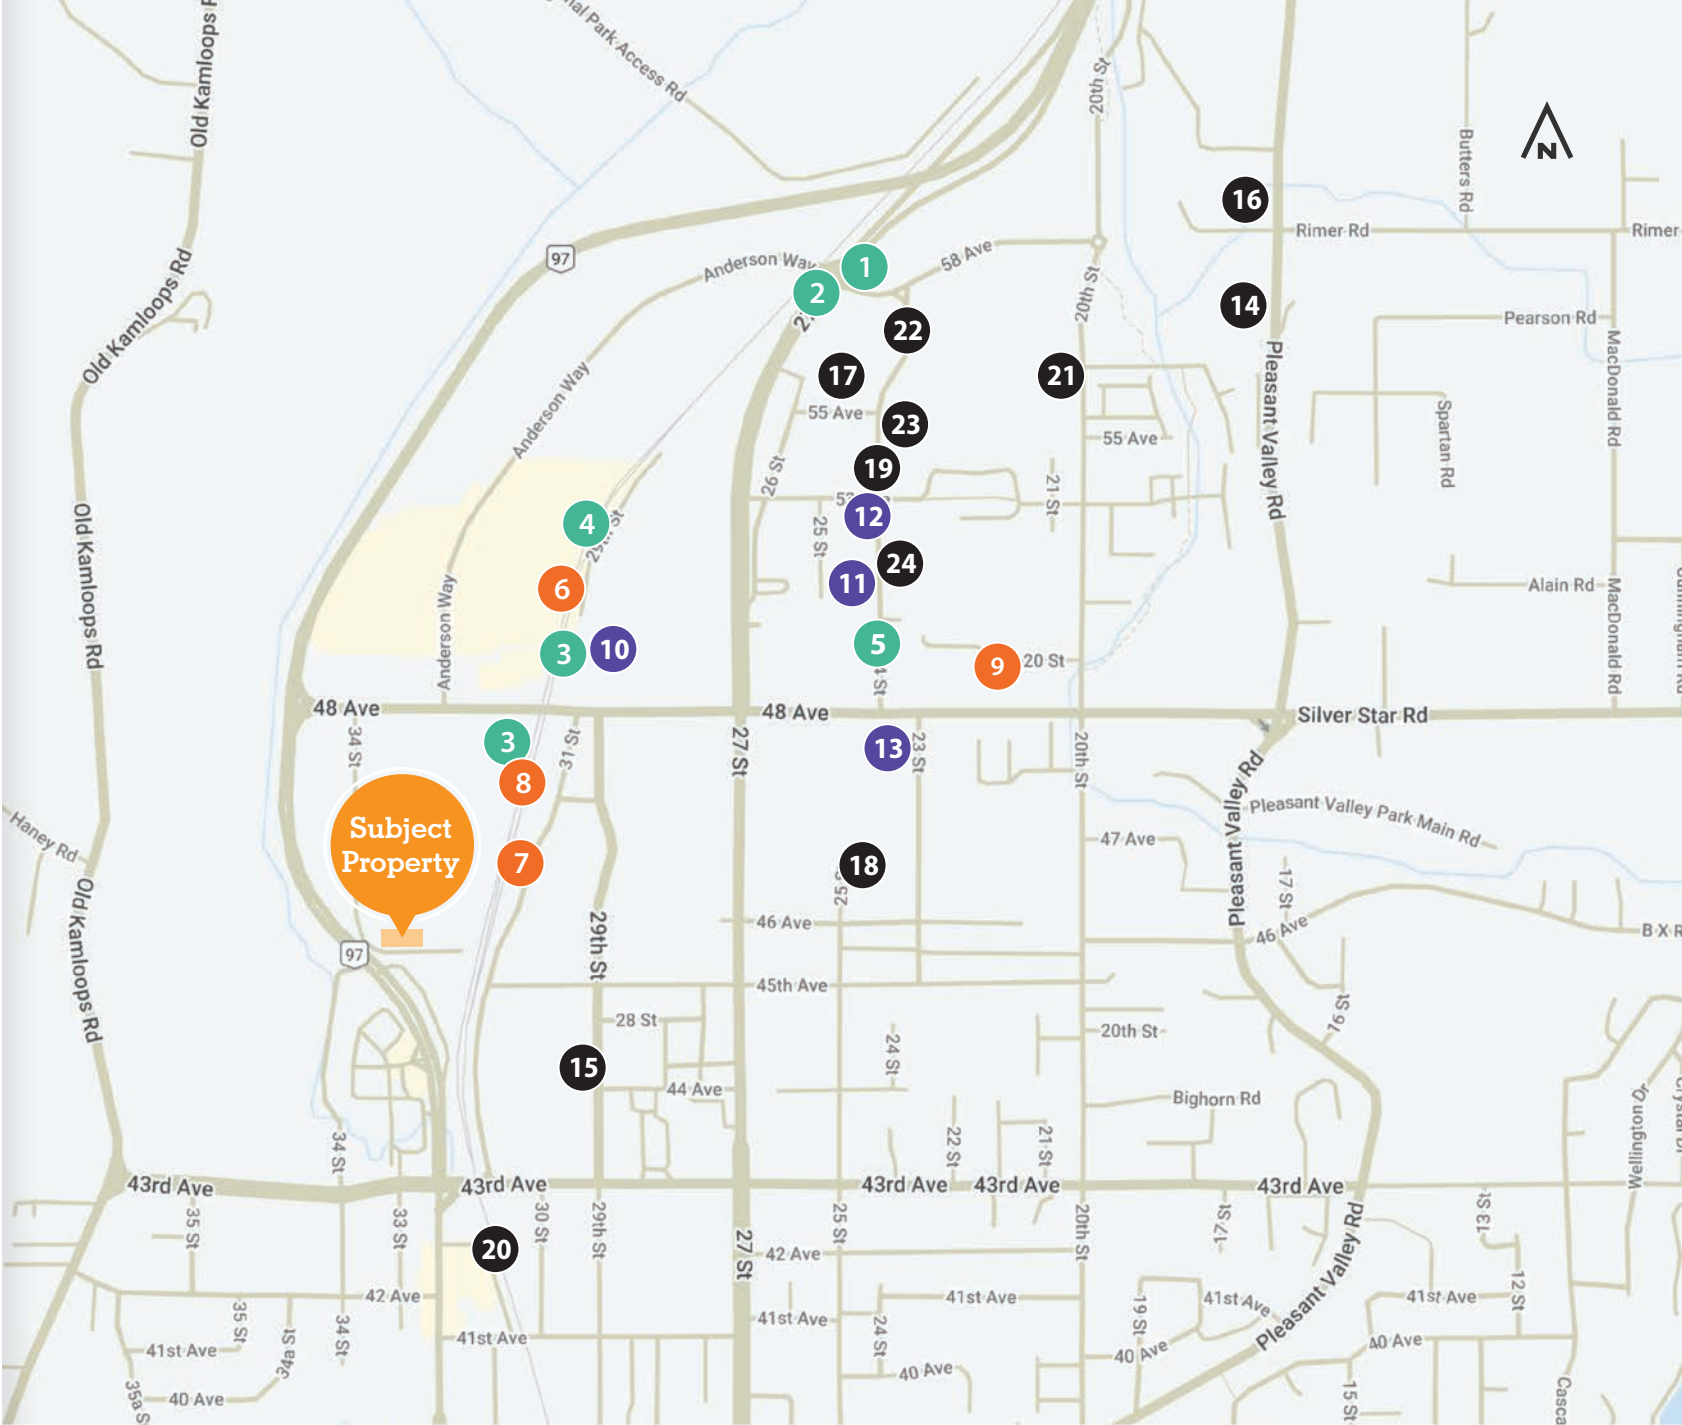 Old Kamloops R
nal Park Access Rd
20th St
N
Butters Rd
16
Rimer Rd
Rimer
97
Anderson Way
1
58 Ave
2
20th St
14
Pearson Rd
Old Kamloops Rd
22
MacDonald Rd
17
21
Pleasant Valley Rd
Anderson Way
55 Ave
23
55 Ave
Spartan Rd
19
26 St
21 St
12
4
29th St
25 St
Old Kamloops Rd
24
6
11
Alain Rd
Anderson Way
MacDonald Rd
3
10
5
9
20 St
48 Ave
48 Ave
Silver Star Rd
34 St
3
31 St
27 St
13
23 St
20th St
8
Pleasant Valley Rd
Subject
Property
Pleasant Valley Park Main Rd
Haney Rd
7
47 Ave
18
17 St
Old Kamloops Rd
29th St
46 Ave
46 Ave
B X R
97
45th Ave
28 St
20th St
16 St
24 St
15
44 Ave
Bighorn Rd
Wellington Dr
Crystal Dr
34 St
22 St
21 St
43rd Ave
43rd Ave
43rd Ave
43rd Ave
43rd Ave
35 St
33 St
30 St
29th St
25 St
20th St
17 St
13 St
20
27 St
42 Ave
Pleasant Valley Rd
42 Ave
41st Ave
41st Ave
41st Ave
12 St
35 St
34a St
34 St
41st Ave
41st Ave
24 St
19 St
41st Ave
40 Ave
40 Ave
40 Ave
35a S
40 Ave
15 St
Casca